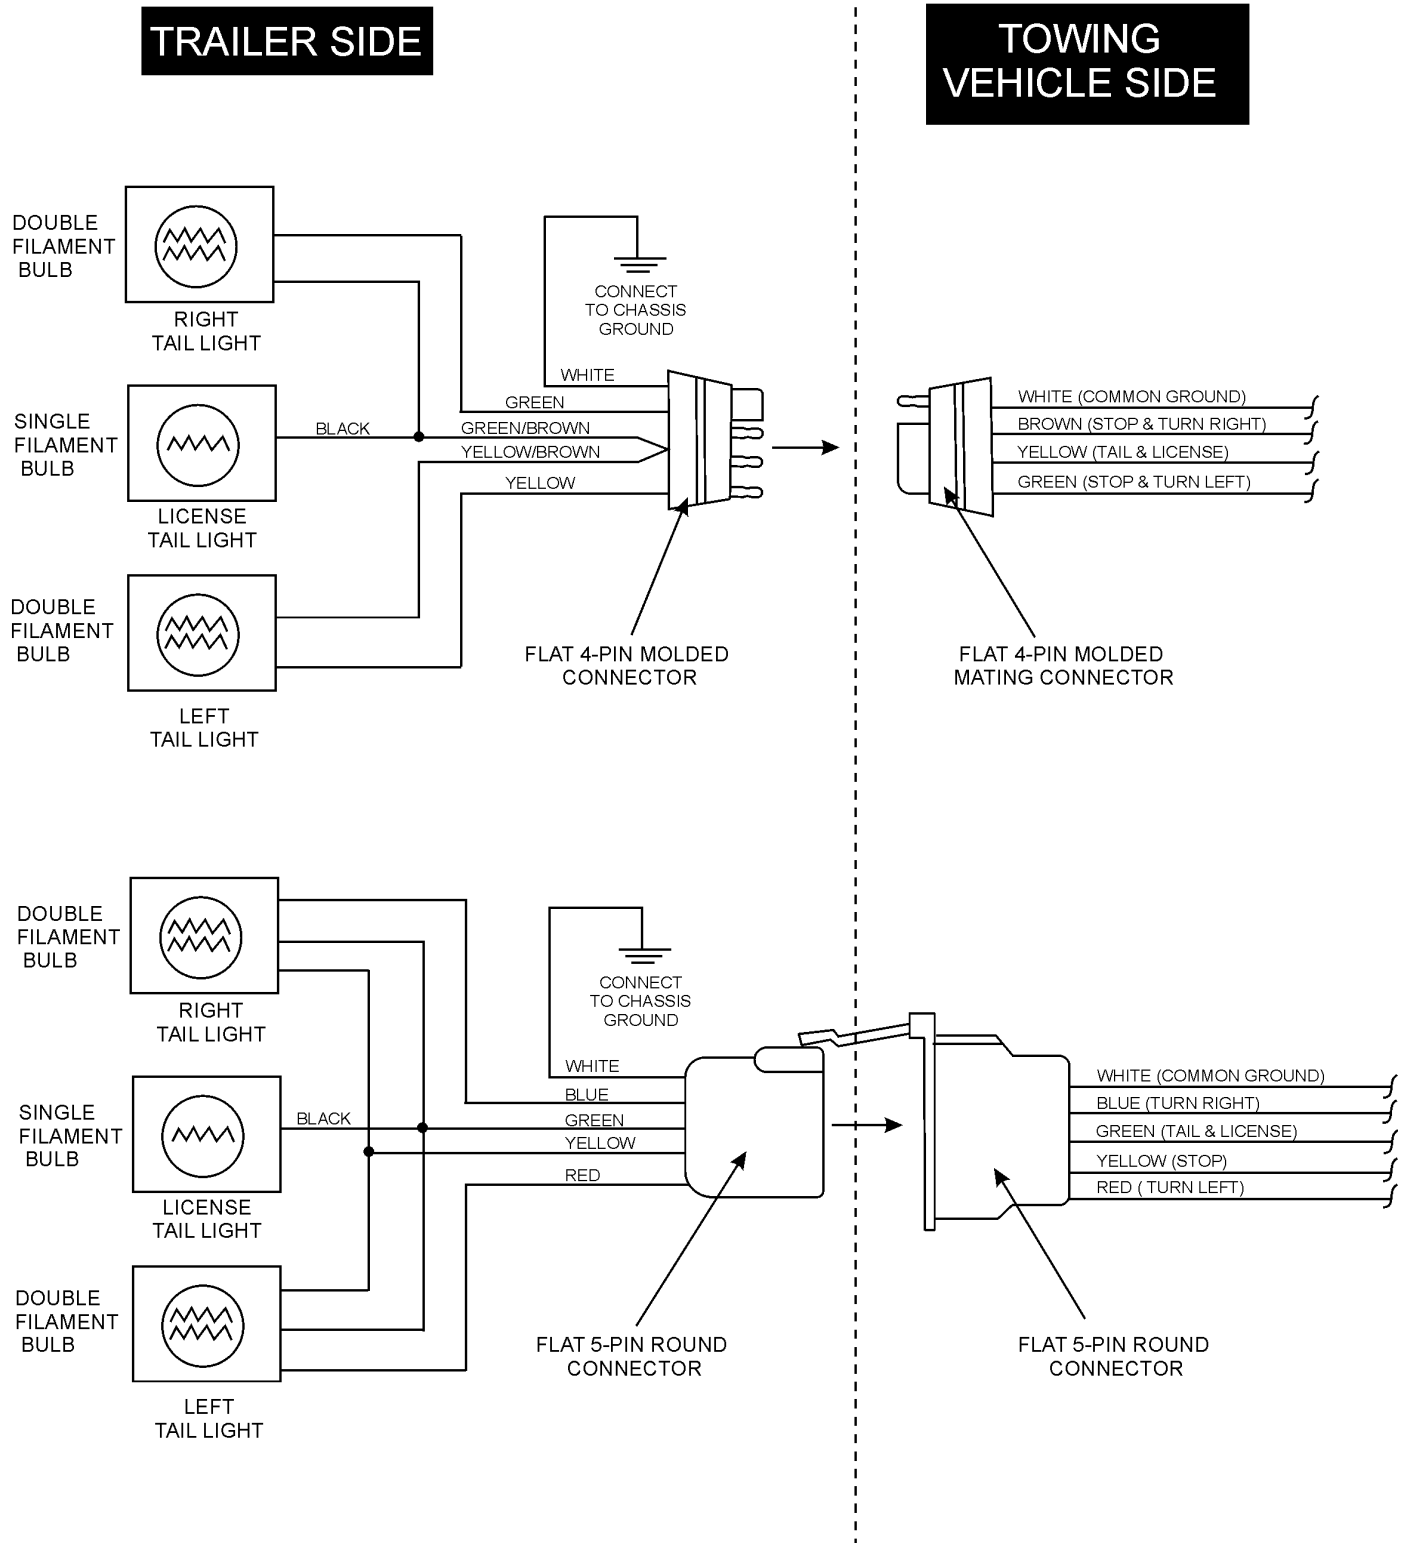 TRAILER SIDE
TOWING
VEHICLE SIDE
DOUBLE
FILAMENT
BULB
RIGHT
TAIL LIGHT
CONNECT
TO CHASSIS
GROUND
WHITE
GREEN
SINGLE
FILAMENT
BULB
BLACK
GREEN/BROWN
YELLOW/BROWN
YELLOW
LICENSE
TAIL LIGHT
WHITE (COMMON GROUND)
BROWN (STOP & TURN RIGHT)
YELLOW (TAIL & LICENSE)
GREEN (STOP & TURN LEFT)
DOUBLE
FILAMENT
BULB
LEFT
TAIL LIGHT
FLAT 4-PIN MOLDED
CONNECTOR
FLAT 4-PIN MOLDED
MATING CONNECTOR
DOUBLE
FILAMENT
BULB
RIGHT
TAIL LIGHT
CONNECT
TO CHASSIS
GROUND
WHITE
BLUE
SINGLE
FILAMENT
BULB
BLACK
GREEN
YELLOW
RED
LICENSE
TAIL LIGHT
WHITE (COMMON GROUND)
BLUE (TURN RIGHT)
GREEN (TAIL & LICENSE)
YELLOW (STOP)
RED ( TURN LEFT)
DOUBLE
FILAMENT
BULB
LEFT
TAIL LIGHT
FLAT 5-PIN ROUND
CONNECTOR
FLAT 5-PIN ROUND
CONNECTOR